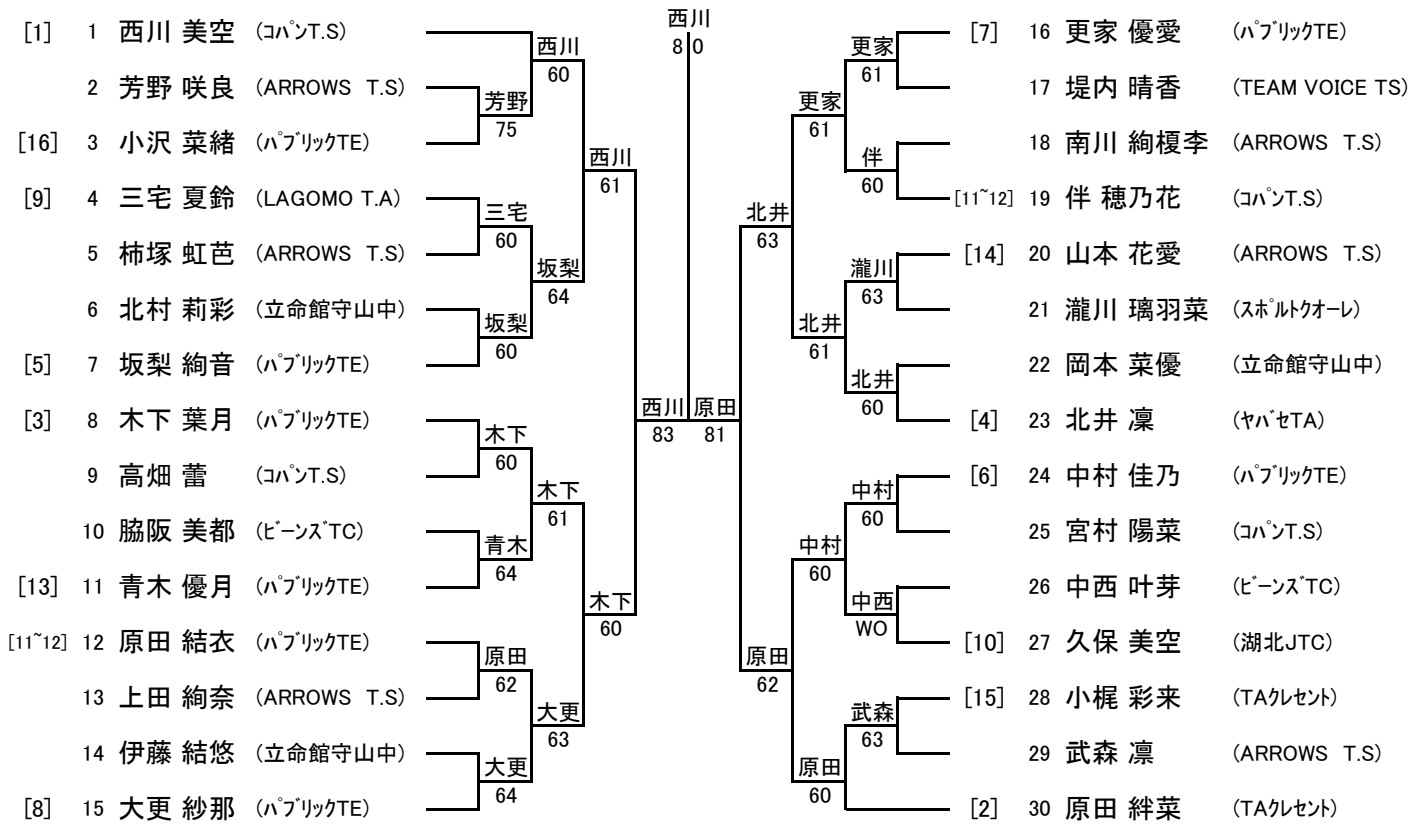 西川
8 0
[1] 1 西川 美空 (コパンT.S)
2 芳野 咲良 (ARROWS T.S)
[16] 3 小沢 菜緒 (パブリックTE)
[9] 4 三宅 夏鈴 (LAGOMO T.A)
5 柿塚 虹芭 (ARROWS T.S)
6 北村 莉彩 (立命館守山中)
[5] 7 坂梨 絢音 (パブリックTE)
[3] 8 木下 葉月 (パブリックTE)
9 高畑 蕾 (コパンT.S)
10 脇阪 美都 (ビーンズTC)
[13] 11 青木 優月 (パブリックTE)
[11~12] 12 原田 結衣 (パブリックTE)
13 上田 絢奈 (ARROWS T.S)
14 伊藤 結悠 (立命館守山中)
[8] 15 大更 紗那 (パブリックTE)
西川
60
芳野
75
三宅
60
坂梨
64
坂梨
60
西川
61
木下
60
木下
61
青木
64
原田
62
大更
63
大更
64
木下
60
西川 原田
83 81
更家
61
更家
61
伴
60
北井
63
瀧川
63
北井
61
北井
60
中村
60
中村
60
中西
WO
原田
62
武森
63
原田
60
[7] 16 更家 優愛 (パブリックTE)
17 堤内 晴香 (TEAM VOICE TS)
18 南川 絢榎李 (ARROWS T.S)
[11~12] 19 伴 穂乃花 (コパンT.S)
[14] 20 山本 花愛 (ARROWS T.S)
21 瀧川 璃羽菜 (スポルトクオーレ)
22 岡本 菜優 (立命館守山中)
[4] 23 北井 凜 (ヤバセTA)
[6] 24 中村 佳乃 (パブリックTE)
25 宮村 陽菜 (コパンT.S)
26 中西 叶芽 (ビーンズTC)
[10] 27 久保 美空 (湖北JTC)
[15] 28 小梶 彩来 (TAクレセント)
29 武森 凛 (ARROWS T.S)
[2] 30 原田 絆菜 (TAクレセント)